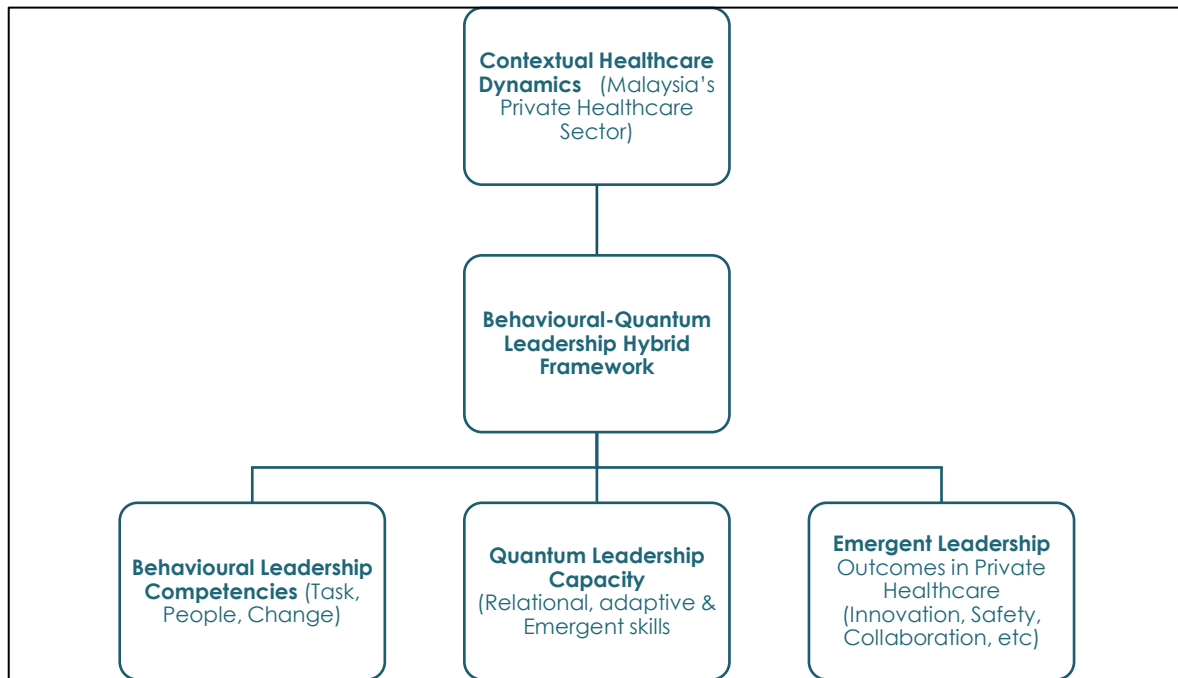 Contextual Healthcare
Dynamics (Malaysia's
Private Healthcare
Sector)
Behavioural-Quantum
Leadership Hybrid
Framework
Behavioural Leadership
Competencies (Task,
People, Change)
Quantum Leadership
Capacity
(Relational, adaptive &
Emergent skills
Emergent Leadership
Outcomes in Private
Healthcare
(Innovation, Safety,
Collaboration, etc)